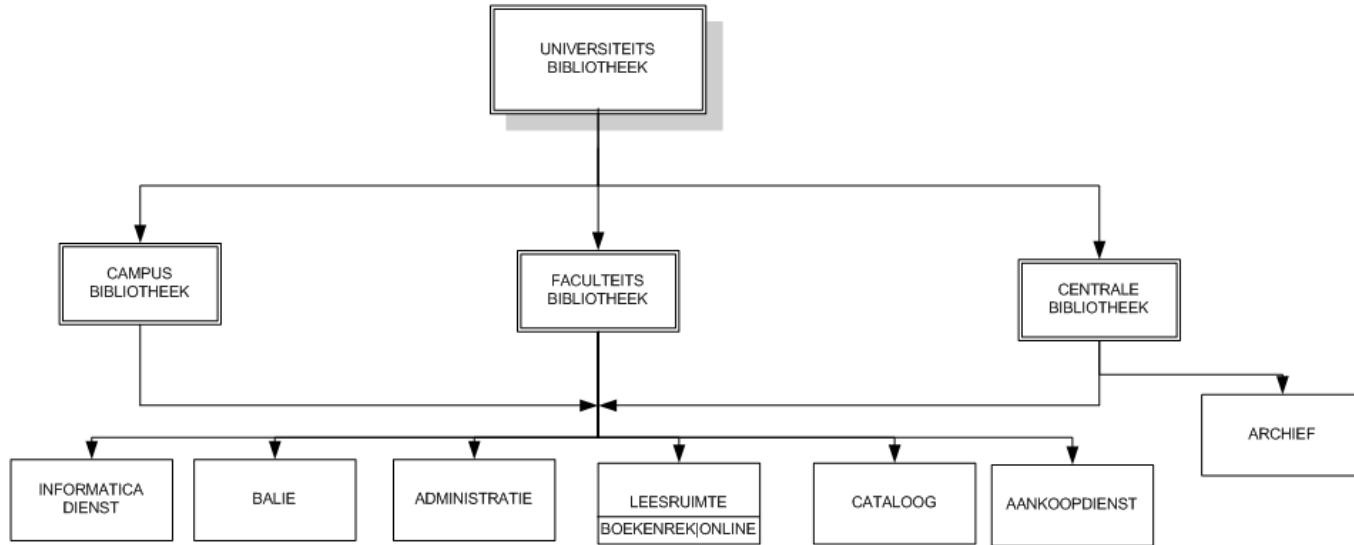 UNIVERSITEITS
BIBLIOTHEEK
CAMPUS
BIBLIOTHEEK
FACULTEITS
BIBLIOTHEEK
CENTRALE
BIBLIOTHEEK
ARCHIEF
INFORMATICA
DIENST
BALIE
ADMINISTRATIE
LEESRUIMTE
BOEKENREK|ONLINE
CATALOOG
AANKOOPDIENST